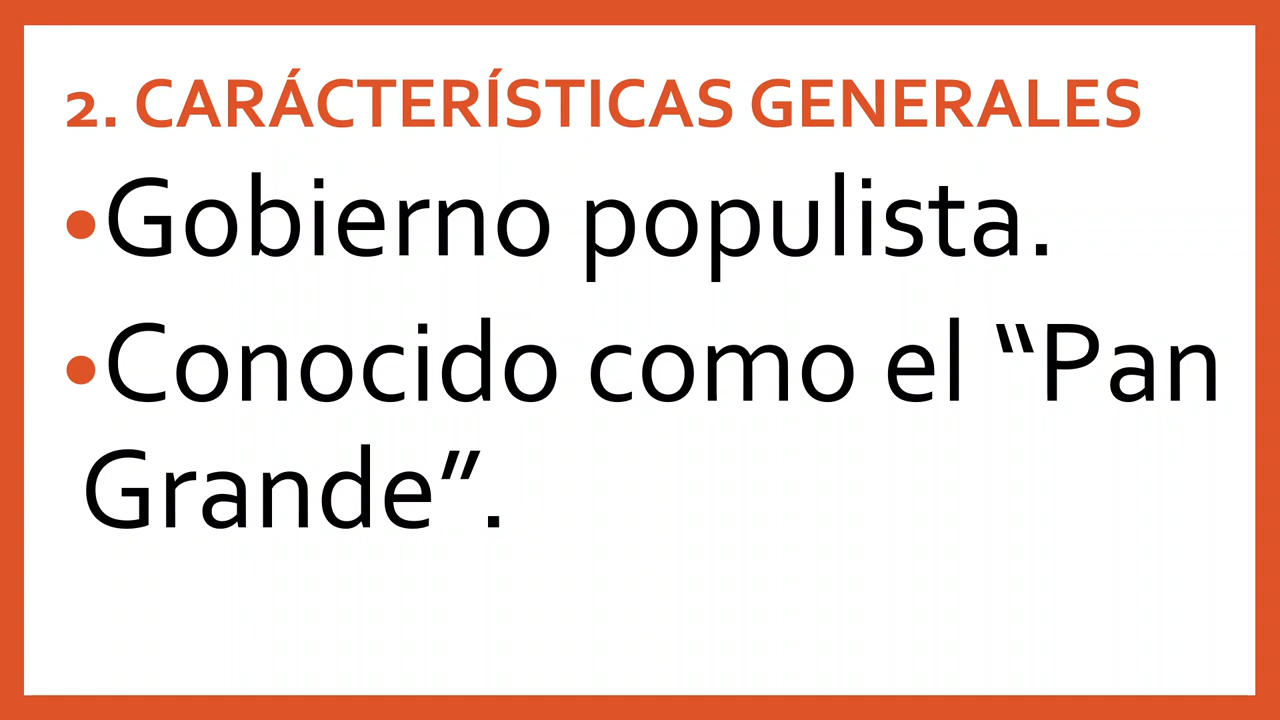 2. CARÁCTERÍSTICAS GENERALES
•Gobierno populista.
•Conocido como el “Pan
Grande”.